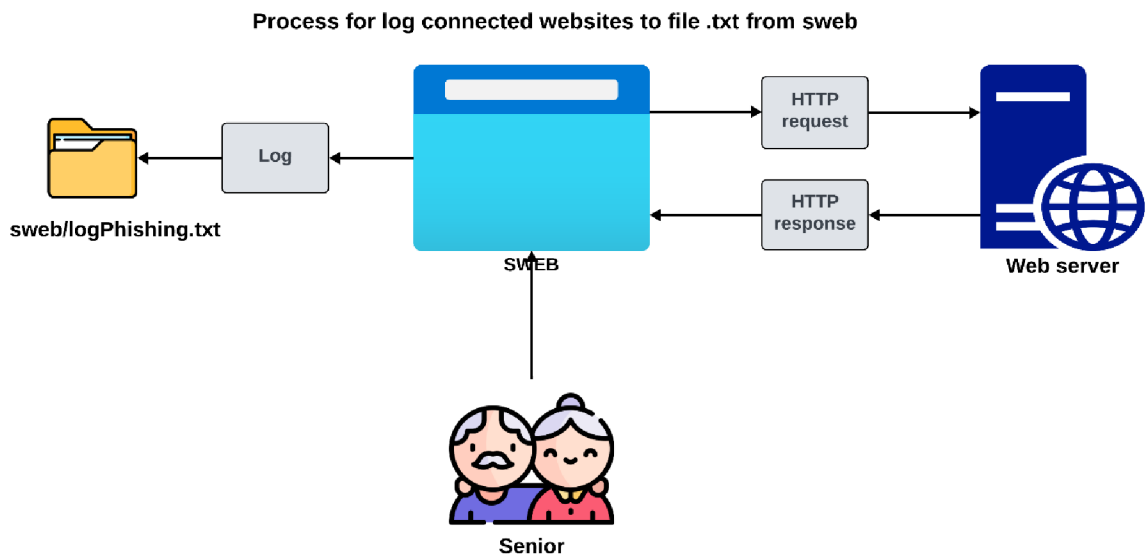 Process for log connected websites to file .txt from sweb
HTTP
request
Log
HTTP
response
sweb/logPhishing.txt
SWEB
Web server
Senior